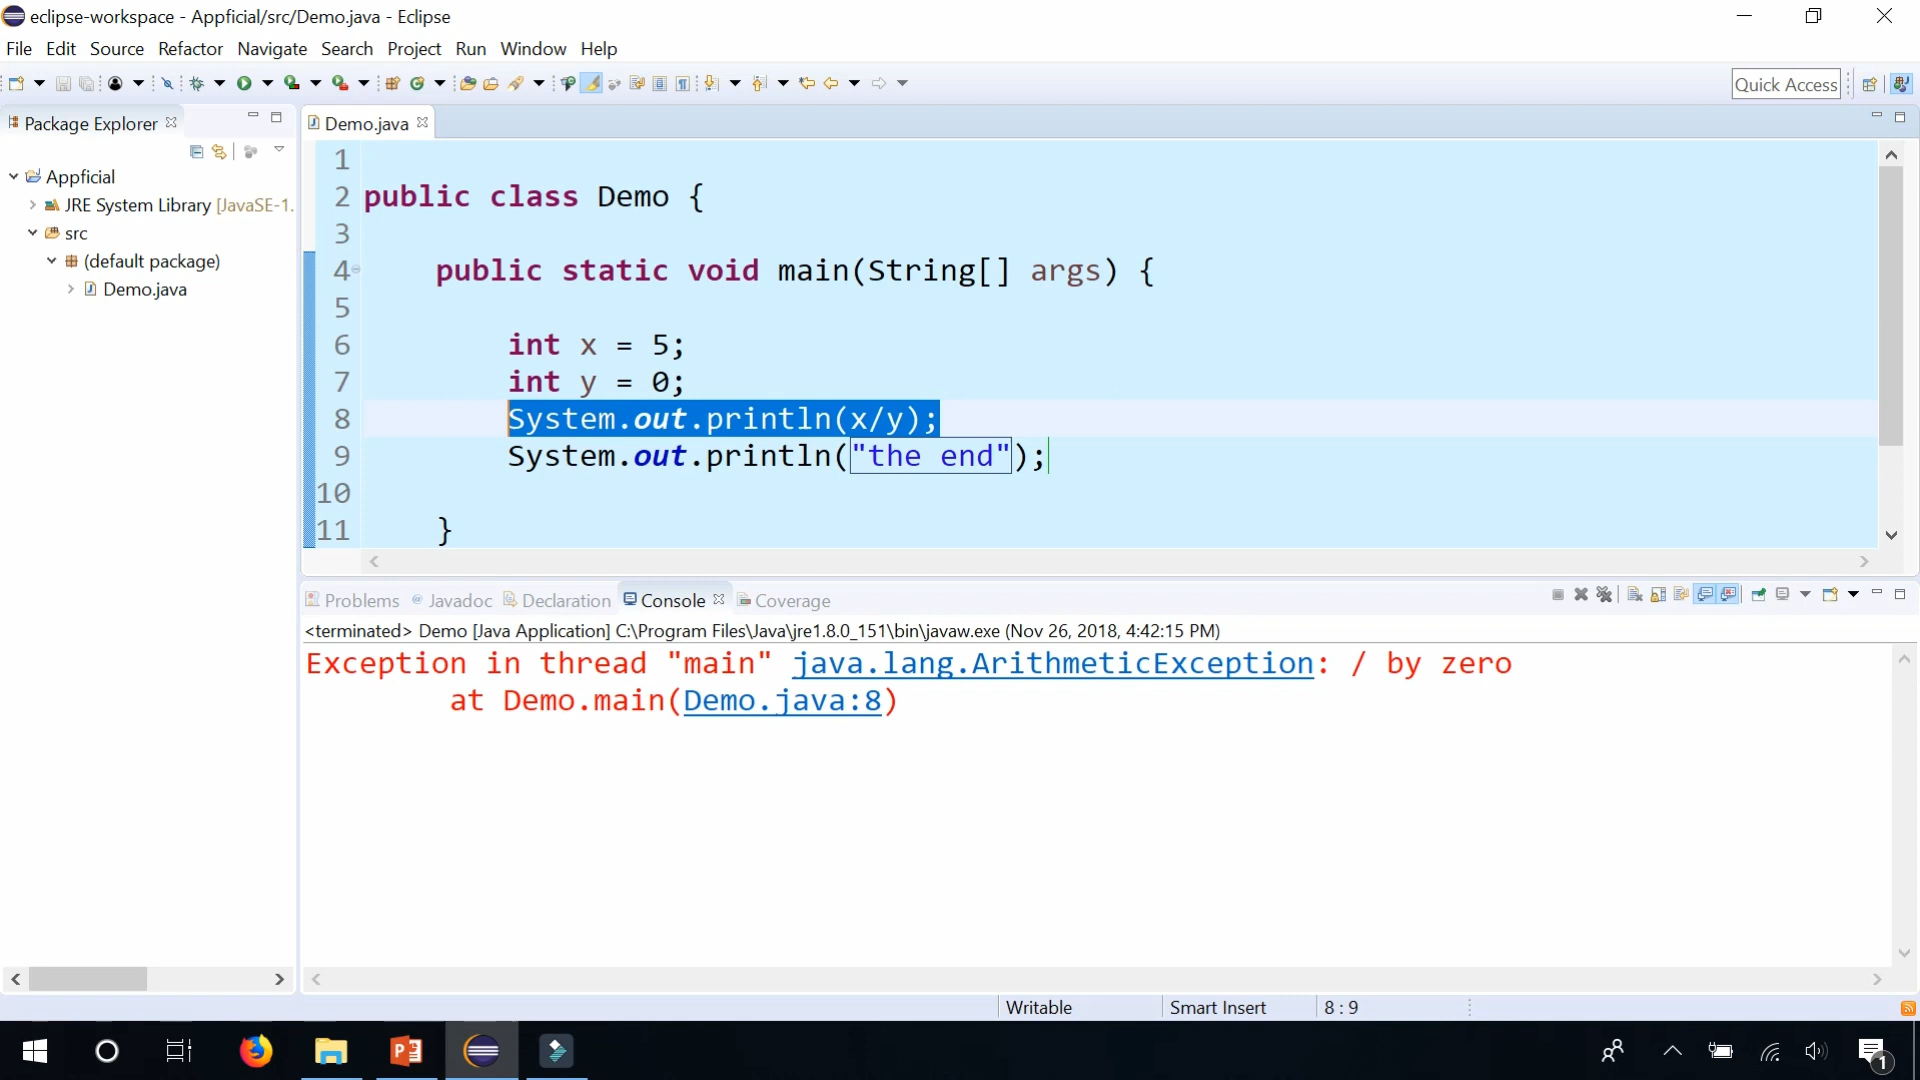 eclipse-workspace - Appficial/src/Demo.java - Eclipse
File Edit Source Refactor Navigate Search Project Run Window Help
Quick Access
Package Explorer
Demo.java
Appficial
JRE System Library [JavaSE-1.
src
(default package)
Demo.java
1
2 public class Demo {
3
4 public static void main(String[] args) {
5
6 int x = 5;
7 int y = 0;
8 System.out.println(x/y);
9 System.out.println("the end");
10
11 }
Problems Javadoc Declaration Console Coverage
<terminated> Demo [Java Application] C:\Program Files\Java\jre1.8.0_151\bin\javaw.exe (Nov 26, 2018, 4:42:15 PM)
Exception in thread "main" java.lang.ArithmeticException: / by zero
at Demo.main(Demo.java:8)
Writable Smart Insert 8 : 9
1